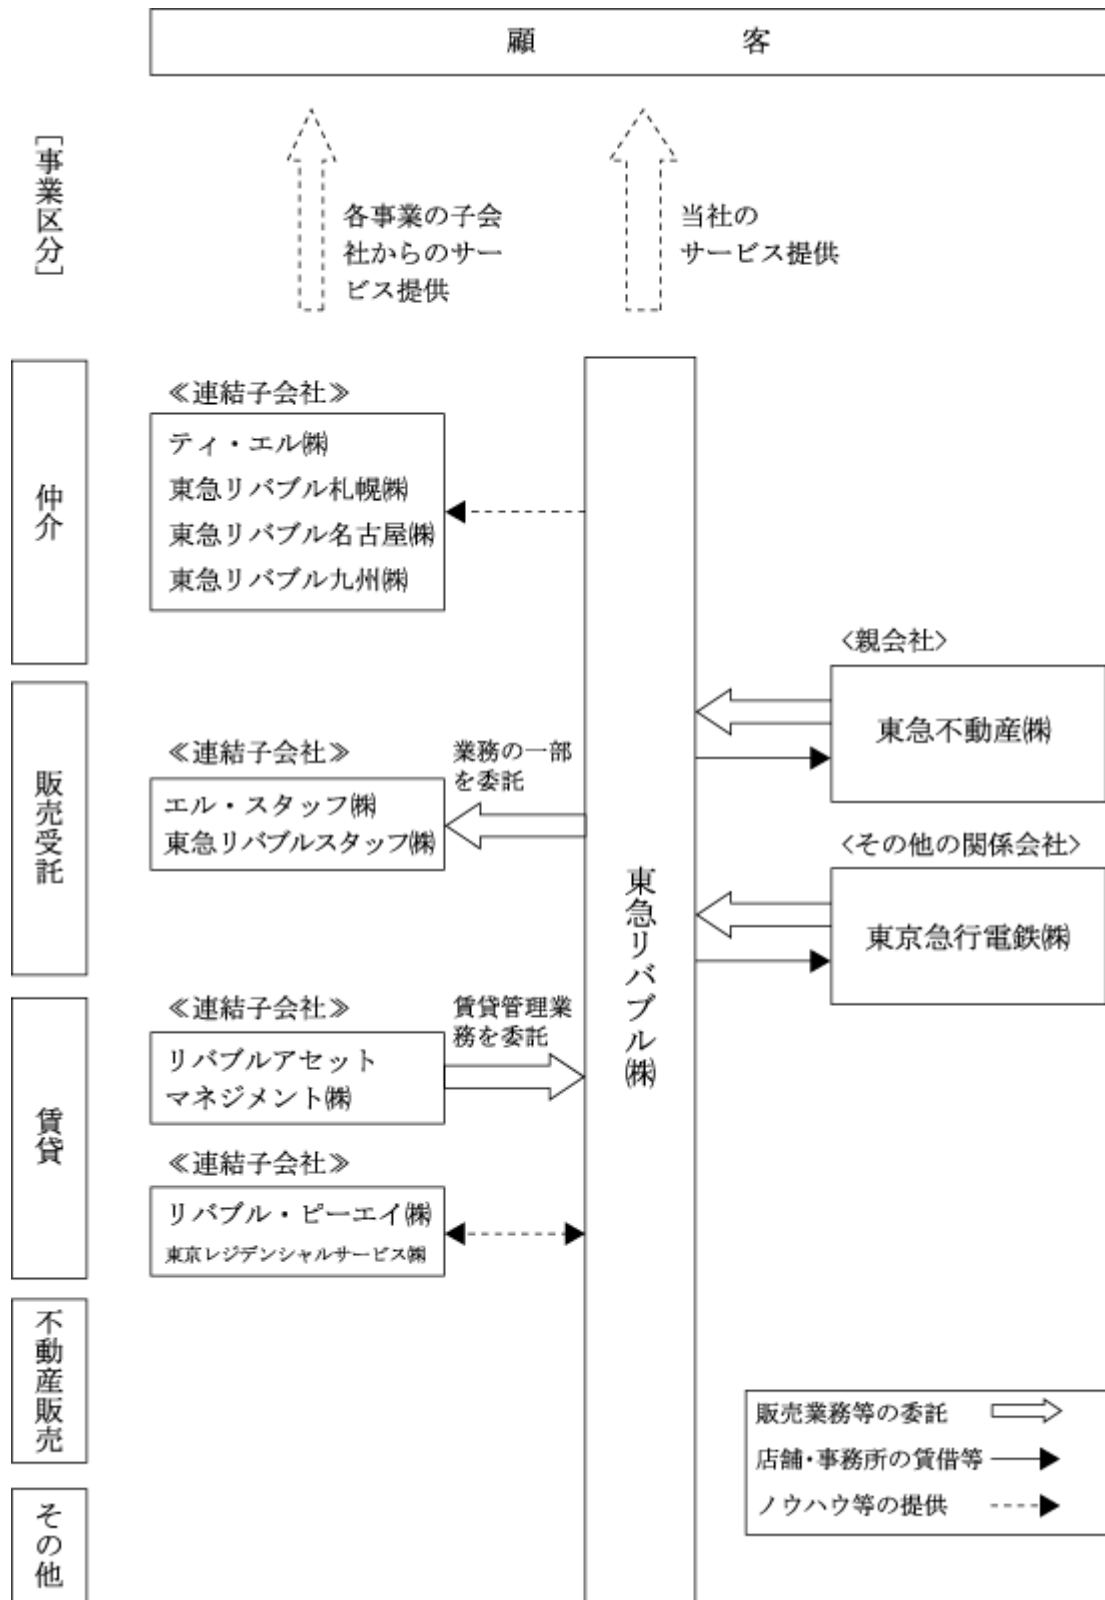 顧客
[事業区分]
各事業の子会
社からのサー
ビス提供
当社の
サービス提供
仲介
≪連結子会社≫
ティ・エル㈱
東急リバブル札幌㈱
東急リバブル名古屋㈱
東急リバブル九州㈱
<親会社>
東急不動産㈱
販売受託
≪連結子会社≫
エル・スタッフ㈱
東急リバブルスタッフ㈱
業務の一部
を委託
<その他の関係会社>
東京急行電鉄㈱
東急リバブル㈱
賃貸
≪連結子会社≫
リバブルアセット
マネジメント㈱
賃貸管理業
務を委託
≪連結子会社≫
リバブル・ピーエイ㈱
東京レジデンシャルサービス㈱
不動産販売
その他
販売業務等の委託
店舗・事務所の賃借等
ノウハウ等の提供